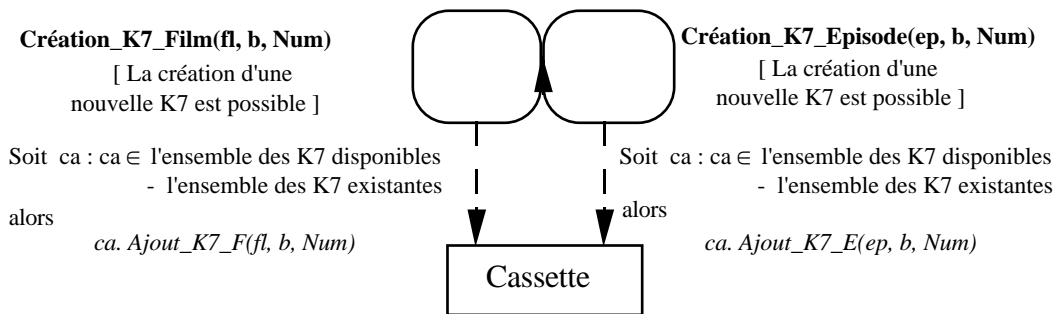 Création_K7_Film(fl, b, Num)
[ La création d'une
nouvelle K7 est possible ]
Soit ca : ca ∈ l'ensemble des K7 disponibles
- l'ensemble des K7 existantes
alors
ca. Ajout_K7_F(fl, b, Num)
Création_K7_Episode(ep, b, Num)
[ La création d'une
nouvelle K7 est possible ]
Soit ca : ca ∈ l'ensemble des K7 disponibles
- l'ensemble des K7 existantes
alors
ca. Ajout_K7_E(ep, b, Num)
Cassette